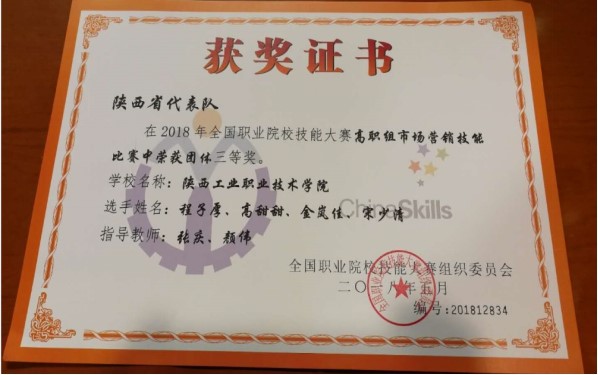 获奖证书
陕西省代表队
在2018年全国职业院校技能大赛高职组市场营销技能
比赛中荣获团体三等奖。
学校名称：陕西工业职业技术学院
ChinaSkills
选手姓名：程子厚、高甜甜、金岚佳、宋少清
指导教师：张庆、颜伟
全国职业院校技能大赛组织委员会
二〇一八年五月
编号：201812834